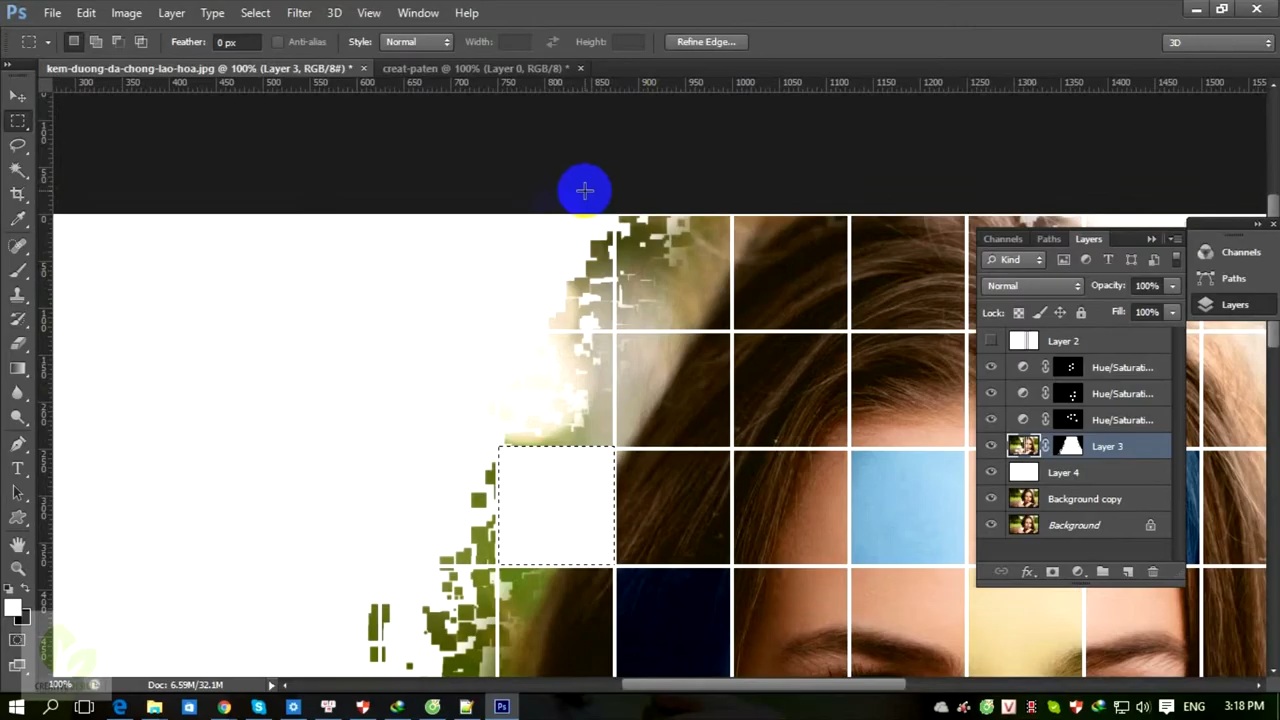 Ps File Edit Image Layer Type Select Filter 3D View Window Help
Feather: 0 px Anti-alias Style: Normal Width: Height: Refine Edge... 3D
kem-duong-da-chong-lao-hoa.jpg @ 100% (Layer 3, RGB/8#) * × creat-paten @ 100% (Layer 0, RGB/8) * ×
300 350 400 450 500 550 600 650 700 750 800 850 900 950 1000 1050 1100 1150 1200 1250 1300 1350 1400 1450 1500 155
Channels Paths Layers
Channels
Kind
Paths
Normal Opacity: 100%
Layers
Lock: Fill: 100%
Layer 2
Hue/Saturati...
Hue/Saturati...
Hue/Saturati...
Layer 3
Layer 4
Background copy
Background
fx
100% Doc: 6.59M/32.1M
ENG 3:18 PM